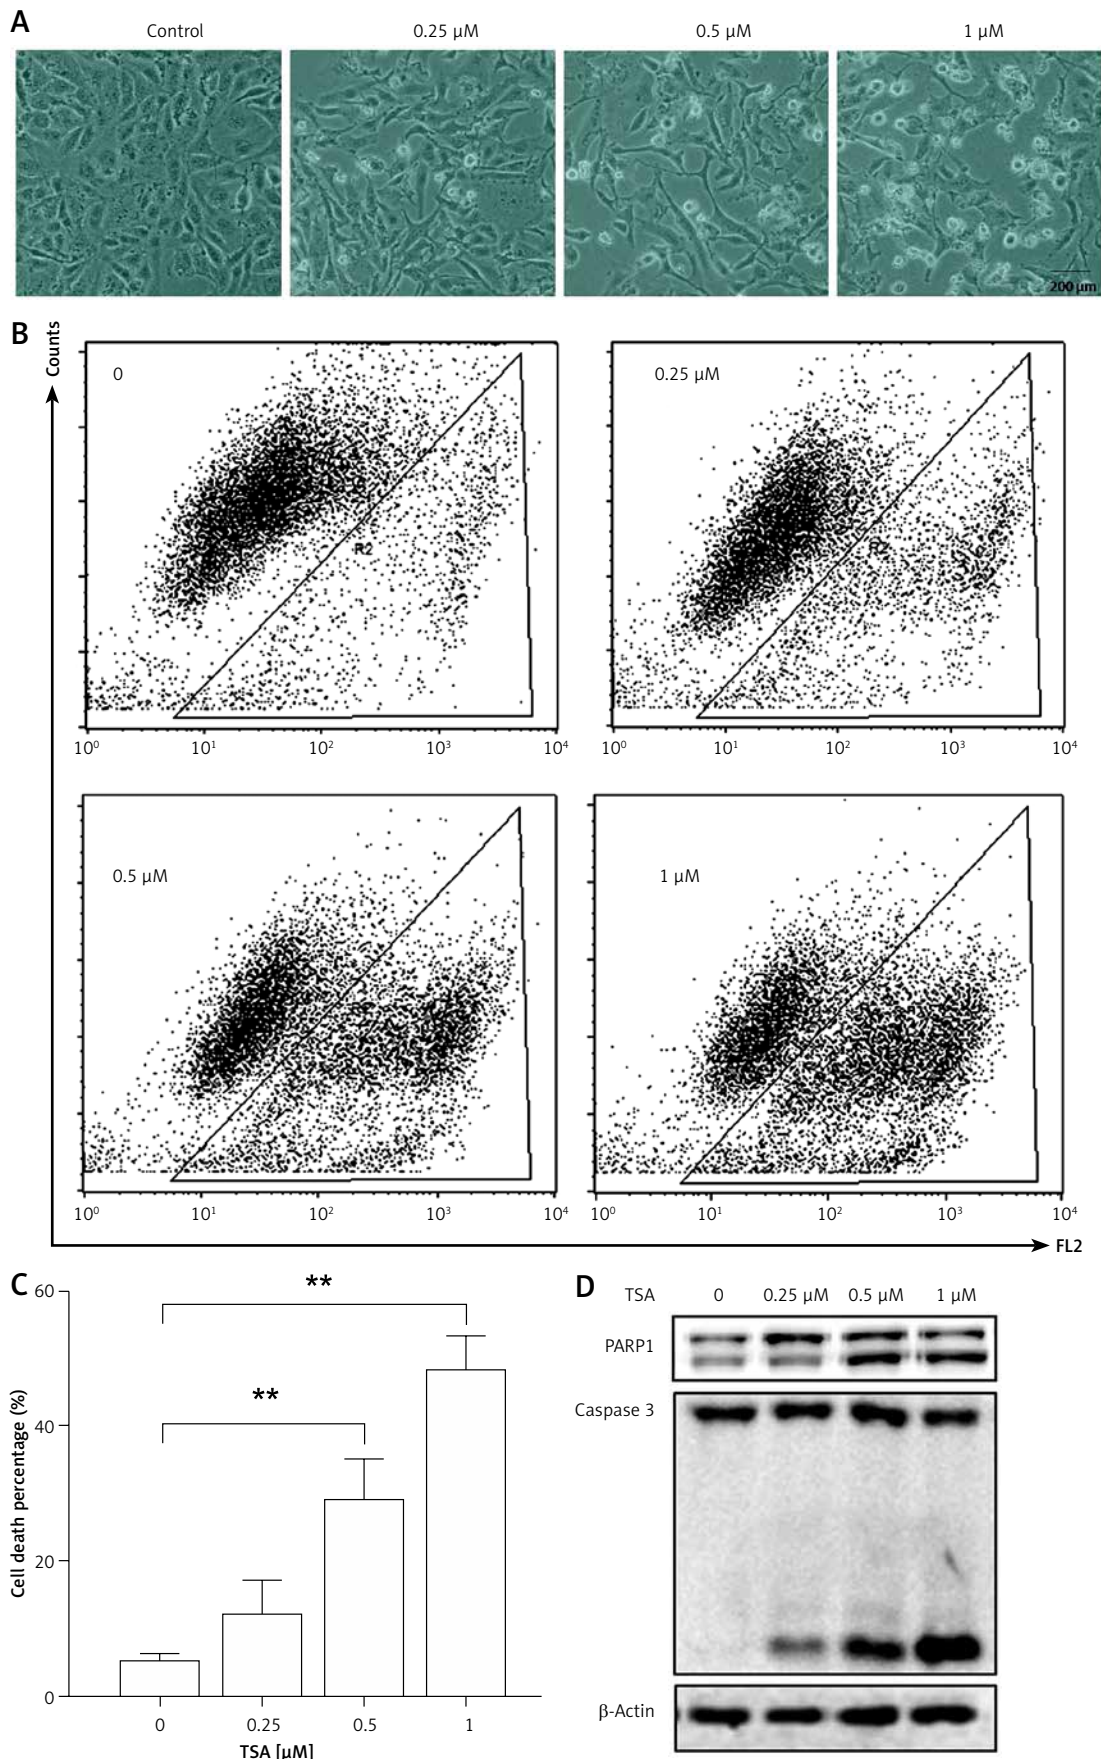 A
Control 0.25 μM 0.5 μM 1 μM
200 μm
B
Counts
0
R2
10⁰ 10¹ 10² 10³ 10⁴
0.25 μM
R2
10⁰ 10¹ 10² 10³ 10⁴
0.5 μM
10⁰ 10¹ 10² 10³ 10⁴
1 μM
10⁰ 10¹ 10² 10³ 10⁴
FL2
C
Cell death percentage (%)
60
40
20
0
**
**
0 0.25 0.5 1
TSA [μM]
D
TSA 0 0.25 μM 0.5 μM 1 μM
PARP1
Caspase 3
β-Actin